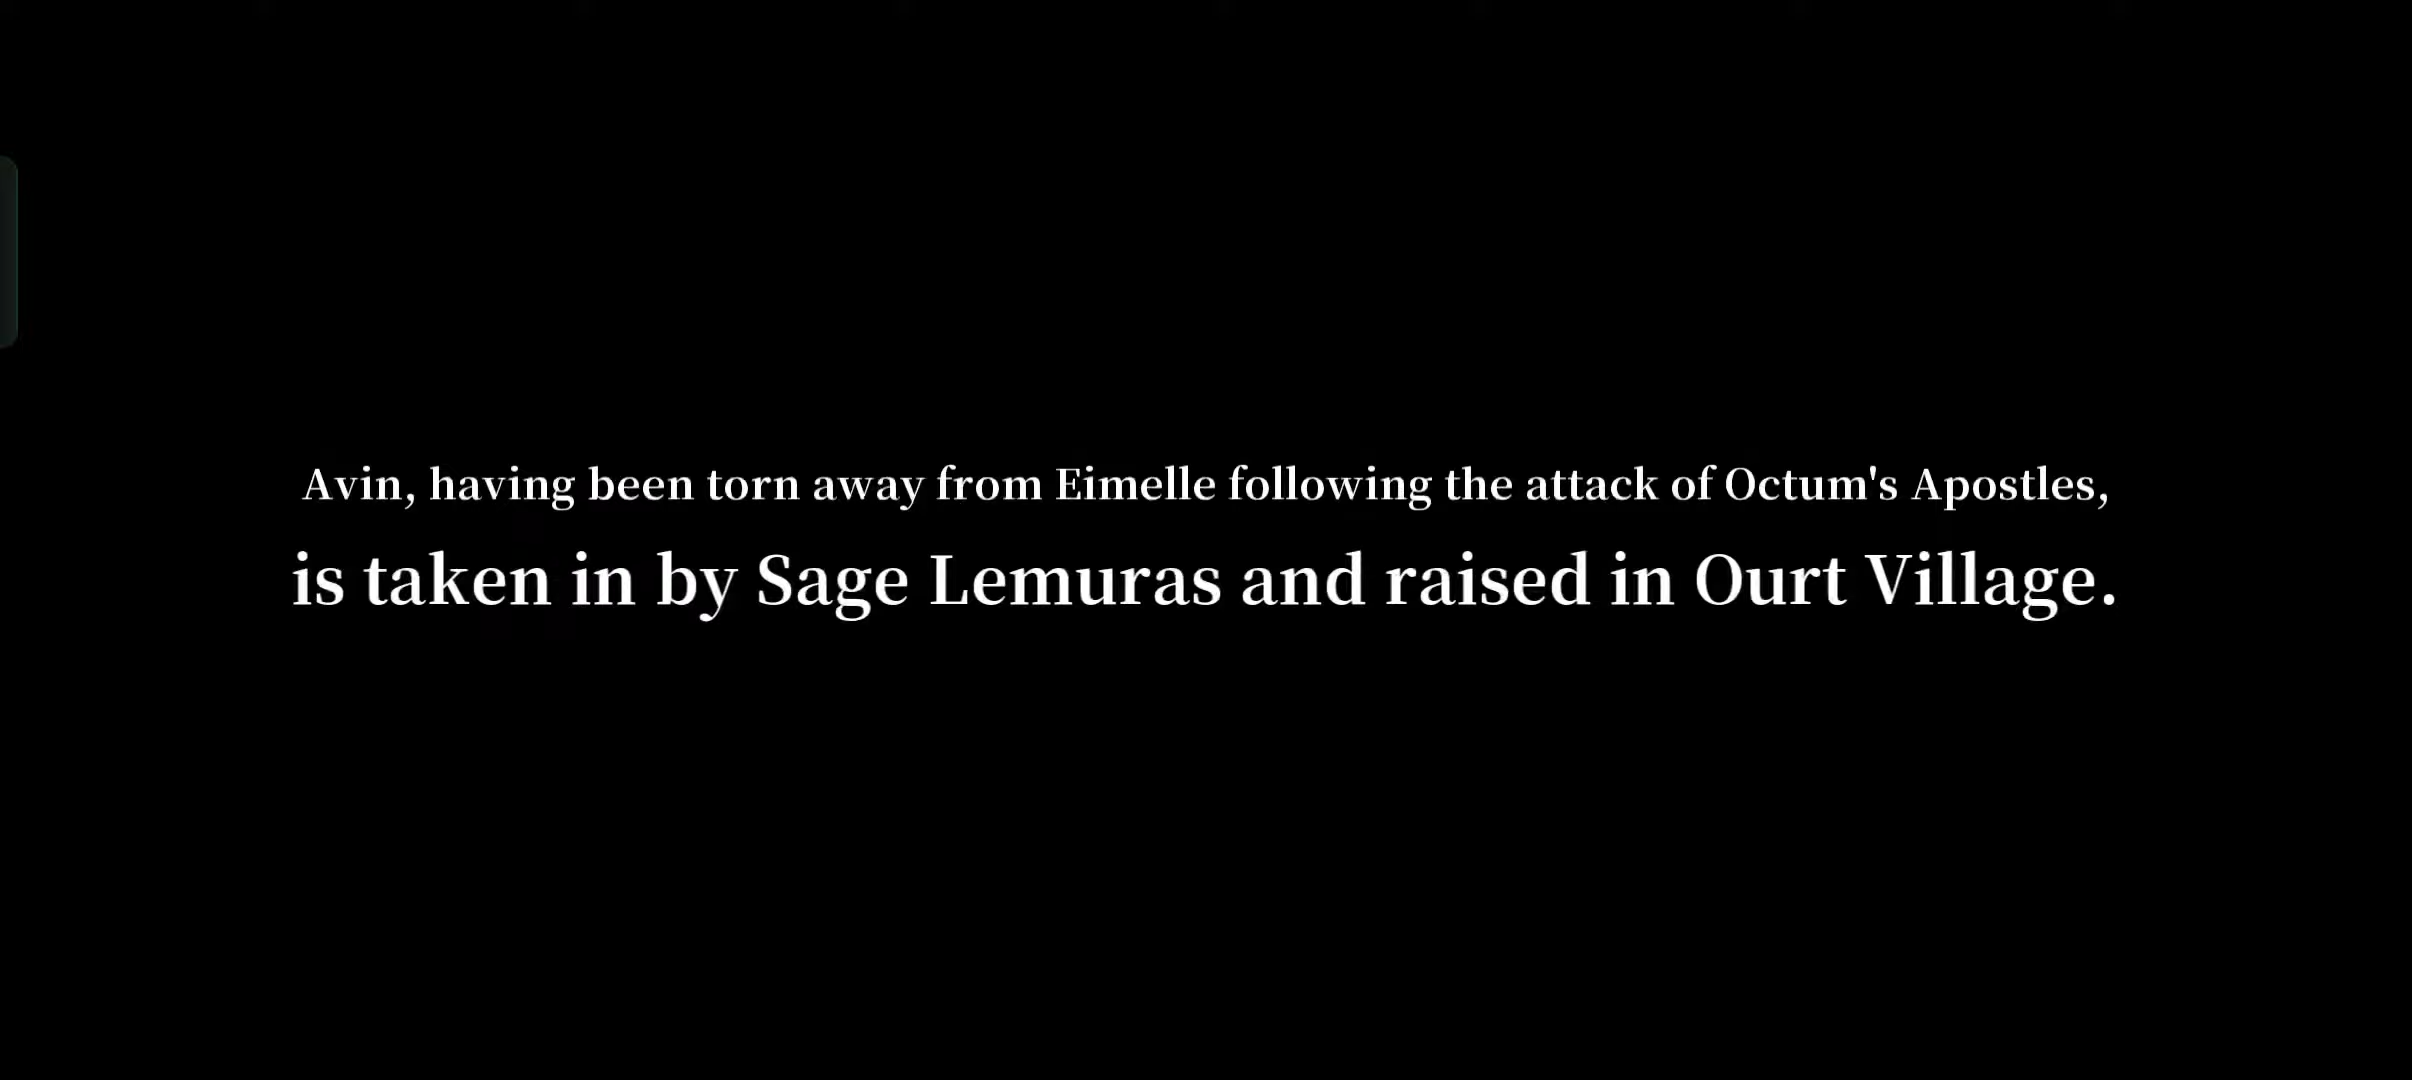 Avin, having been torn away from Eimelle following the attack of Octum's Apostles,
is taken in by Sage Lemuras and raised in Ourt Village.